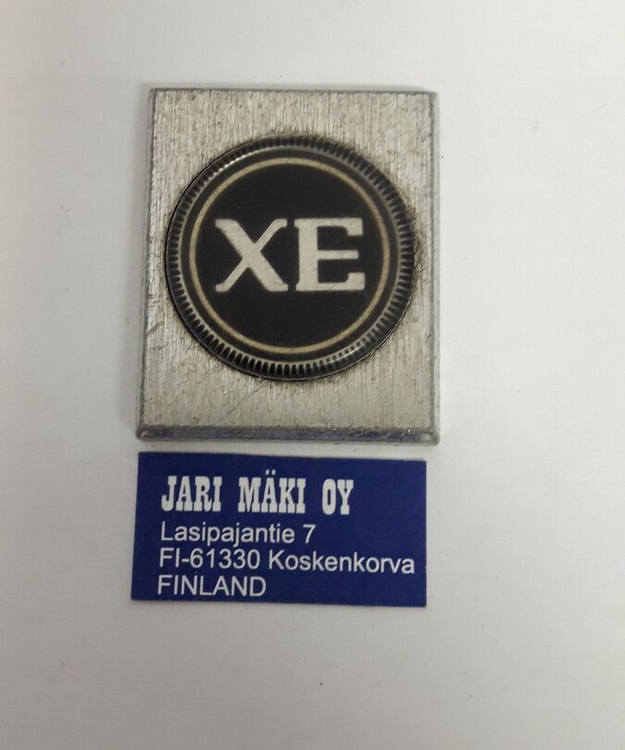 XE
JARI MÄKI OY
Lasipajantie 7
FI-61330 Koskenkorva
FINLAND